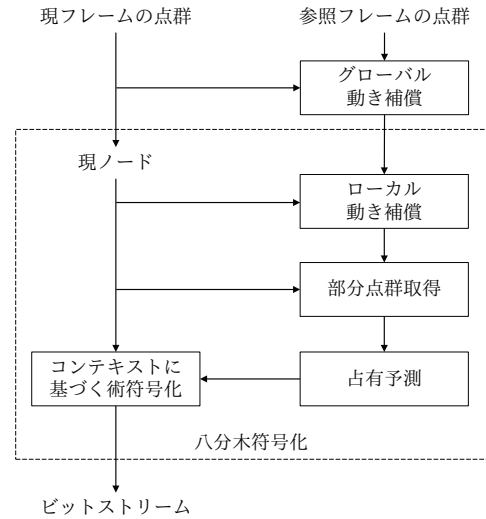 現フレームの点群
参照フレームの点群
グローバル
動き補償
現ノード
ローカル
動き補償
部分点群取得
コンテキストに
基づく術符号化
占有予測
八分木符号化
ビットストリーム